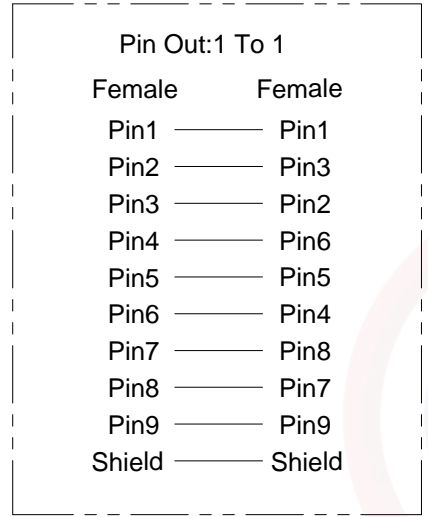 Pin Out:1 To 1
Female Female
Pin1 Pin1
Pin2 Pin3
Pin3 Pin2
Pin4 Pin6
Pin5 Pin5
Pin6 Pin4
Pin7 Pin8
Pin8 Pin7
Pin9 Pin9
Shield Shield